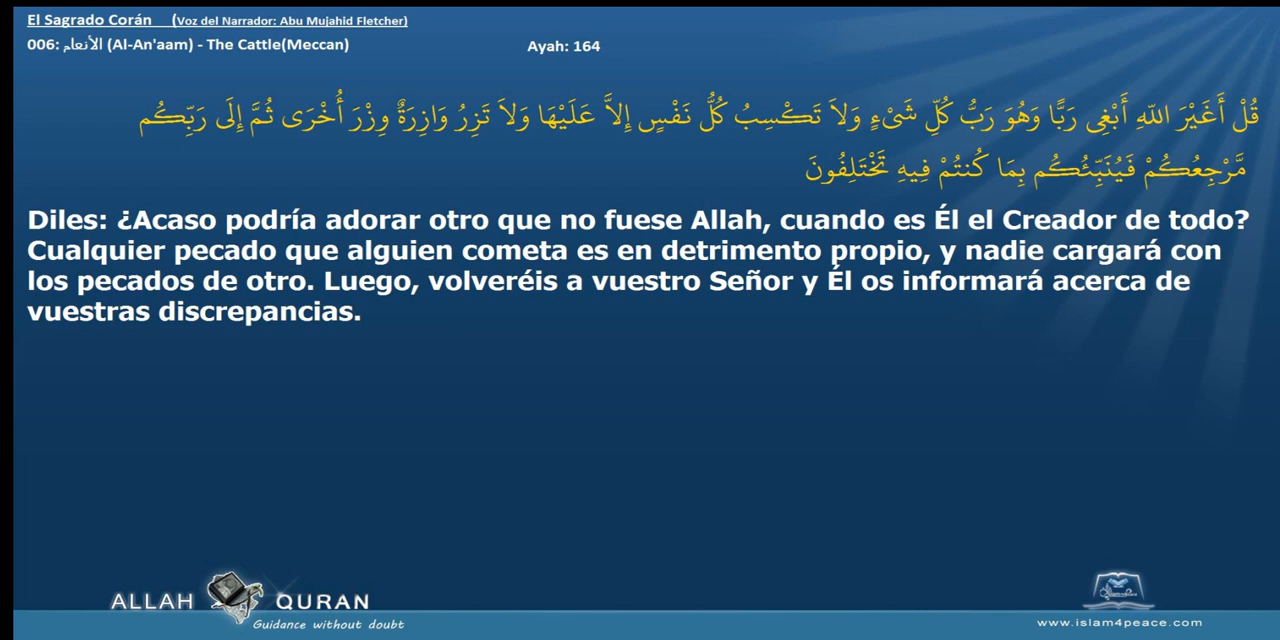 El Sagrado Corán (Voz del Narrador: Abu Mujahid Fletcher)
006: الأنعام (Al-An'aam) - The Cattle(Meccan) Ayah: 164
قُلْ أَغَيْرَ اللّهِ أَبْغِى رَبًّا وَهُوَ رَبُّ كُلِّ شَىْءٍ وَلاَ تَكْسِبُ كُلُّ نَفْسٍ إِلاَّ عَلَيْهَا وَلاَ تَزِرُ وَازِرَةٌ وِزْرَ أُخْرَى ثُمَّ إِلَى رَبِّكُم
مَّرْجِعُكُمْ فَيُنَبِّئُكُم بِمَا كُنتُمْ فِيهِ تَخْتَلِفُونَ
Diles: ¿Acaso podría adorar otro que no fuese Allah, cuando es Él el Creador de todo?
Cualquier pecado que alguien cometa es en detrimento propio, y nadie cargará con
los pecados de otro. Luego, volveréis a vuestro Señor y Él os informará acerca de
vuestras discrepancias.
ALLAH QURAN
Guidance without doubt
www.islam4peace.com